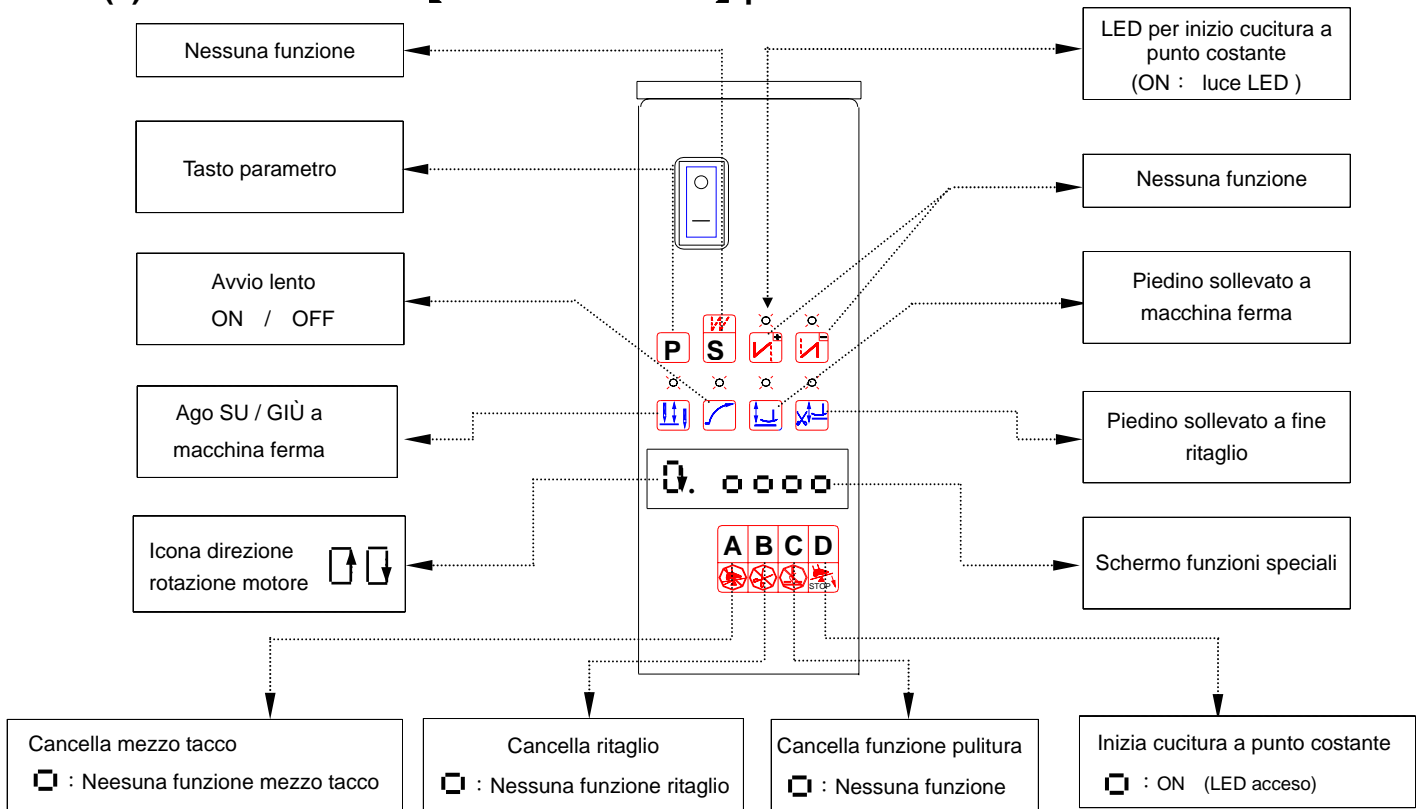 Nessuna funzione
LED per inizio cucitura a
punto costante
(ON : luce LED )
Tasto parametro
Nessuna funzione
Avvio lento
ON / OFF
Piedino sollevato a
macchina ferma
P
S
Ago SU / GIÙ a
macchina ferma
Piedino sollevato a fine
ritaglio
Icona direzione
rotazione motore
A B C D
STOP
Schermo funzioni speciali
Cancella mezzo tacco
: Neesuna funzione mezzo tacco
Cancella ritaglio
: Nessuna funzione ritaglio
Cancella funzione pulitura
: Nessuna funzione
Inizia cucitura a punto costante
: ON (LED acceso)